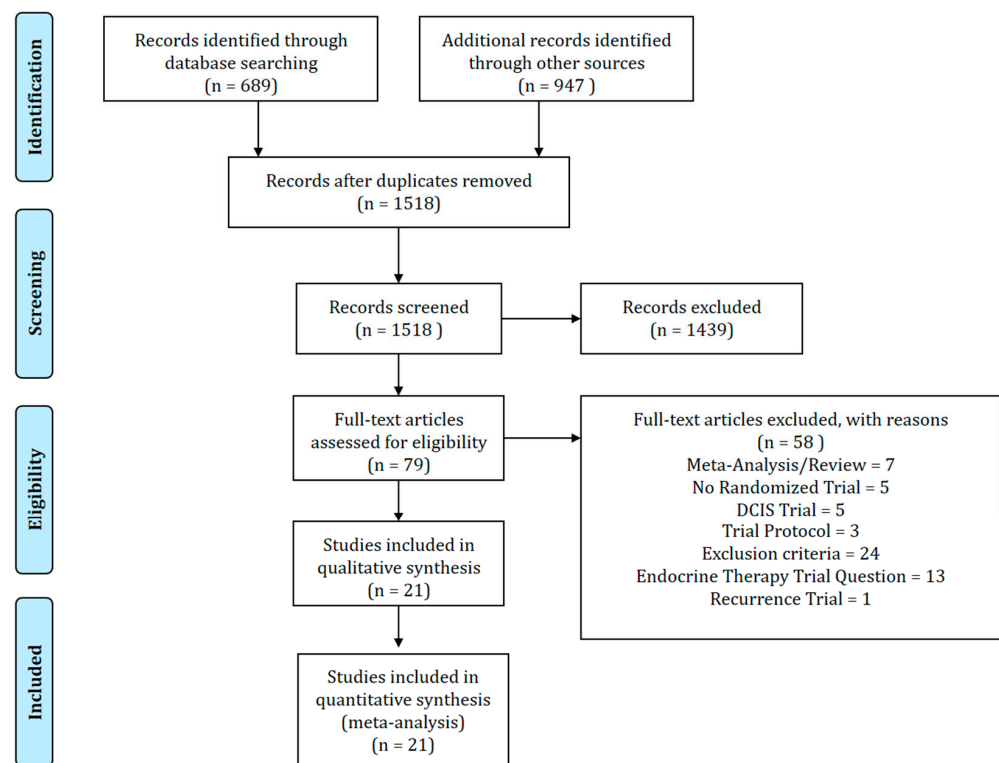 Identification
Records identified through
database searching
(n = 689)
Additional records identified
through other sources
(n = 947 )
Records after duplicates removed
(n = 1518)
Screening
Records screened
(n = 1518 )
Records excluded
(n = 1439)
Eligibility
Full-text articles
assessed for eligibility
(n = 79)
Full-text articles excluded, with reasons
(n = 58 )
Meta-Analysis/Review = 7
No Randomized Trial = 5
DCIS Trial = 5
Trial Protocol = 3
Exclusion criteria = 24
Endocrine Therapy Trial Question = 13
Recurrence Trial = 1
Studies included in
qualitative synthesis
(n = 21)
Included
Studies included in
quantitative synthesis
(meta-analysis)
(n = 21)